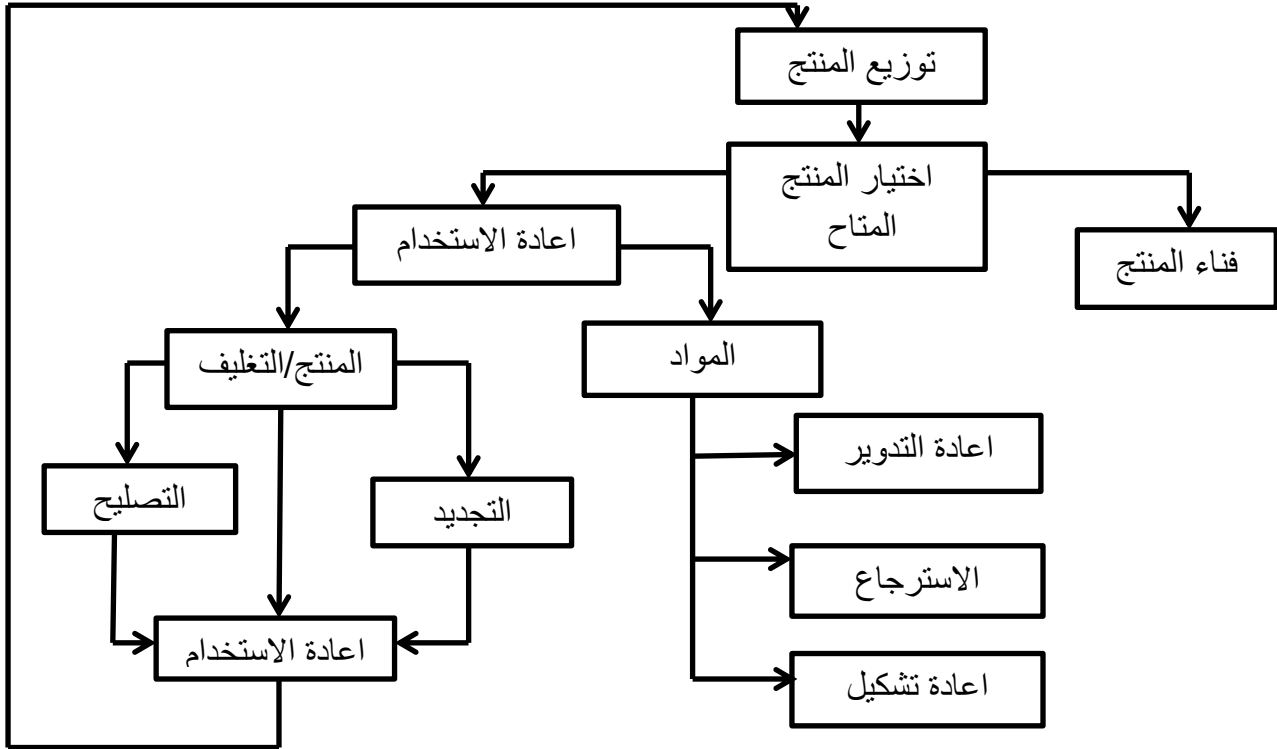 توزيع المنتج
اختيار المنتج
المتاح
فناء المنتج
اعادة الاستخدام
المواد
المنتج/التغليف
اعادة التدوير
التجديد
التصليح
الاسترجاع
اعادة الاستخدام
اعادة تشكيل